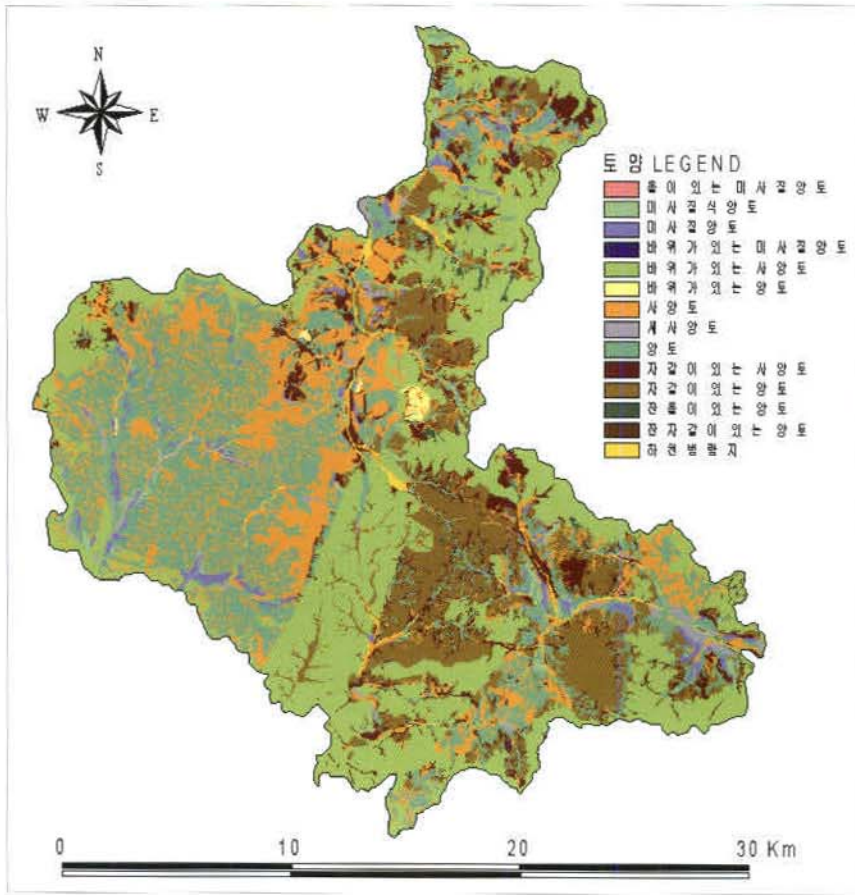 N
W E
S
토 양 LEGEND
돌이 있는 미사질양토
미사질식양토
미사질양토
바위가 있는 미사질양토
바위가 있는 사양토
바위가 있는 양토
사양토
세사양토
양토
자갈이 있는 사양토
자갈이 있는 양토
잔돌이 있는 양토
잔자갈이 있는 양토
하천범람지
0 10 20 30 Km